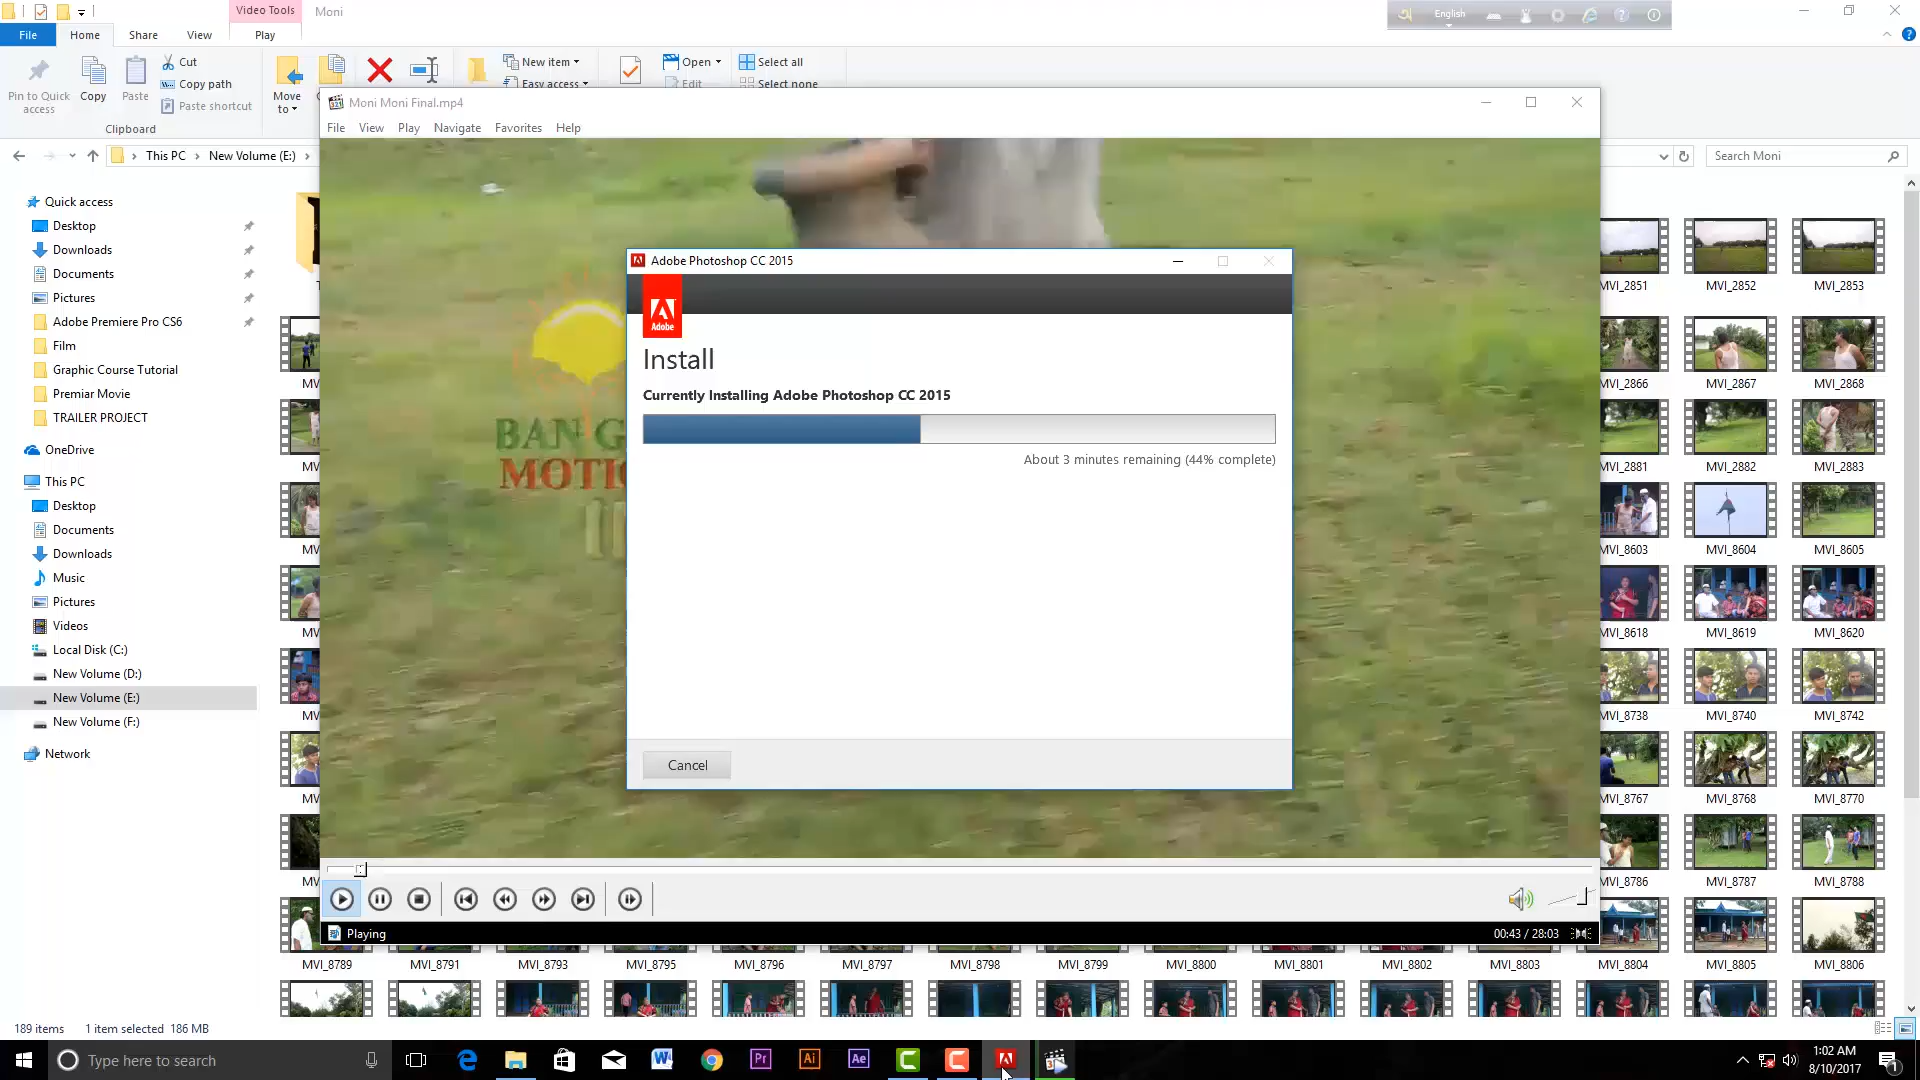 Video Tools
Moni
English
File
Home
Share
View
Play
Pin to Quick access
Copy
Paste
Cut
Copy path
Paste shortcut
Clipboard
Move to
New item
Easy access
Open
Edit
Select all
Select none
This PC
New Volume (E:)
Search Moni
Moni Moni Final.mp4
File View Play Navigate Favorites Help
Quick access
Desktop
Downloads
Documents
Pictures
Adobe Premiere Pro CS6
Film
Graphic Course Tutorial
Premiar Movie
TRAILER PROJECT
OneDrive
This PC
Desktop
Documents
Downloads
Music
Pictures
Videos
Local Disk (C:)
New Volume (D:)
New Volume (E:)
New Volume (F:)
Network
Adobe Photoshop CC 2015
Adobe
Install
Currently Installing Adobe Photoshop CC 2015
About 3 minutes remaining (44% complete)
Cancel
MVI_2851 MVI_2852 MVI_2853
MVI_2866 MVI_2867 MVI_2868
MVI_2881 MVI_2882 MVI_2883
MVI_8603 MVI_8604 MVI_8605
MVI_8618 MVI_8619 MVI_8620
MVI_8738 MVI_8740 MVI_8742
MVI_8767 MVI_8768 MVI_8770
MVI_8786 MVI_8787 MVI_8788
Playing
00:43 / 28:03
MVI_8789 MVI_8791 MVI_8793 MVI_8795 MVI_8796 MVI_8797 MVI_8798 MVI_8799 MVI_8800 MVI_8801 MVI_8802 MVI_8803 MVI_8804 MVI_8805 MVI_8806
189 items 1 item selected 186 MB
Type here to search
Pr
Ai
Ae
1:02 AM
8/10/2017